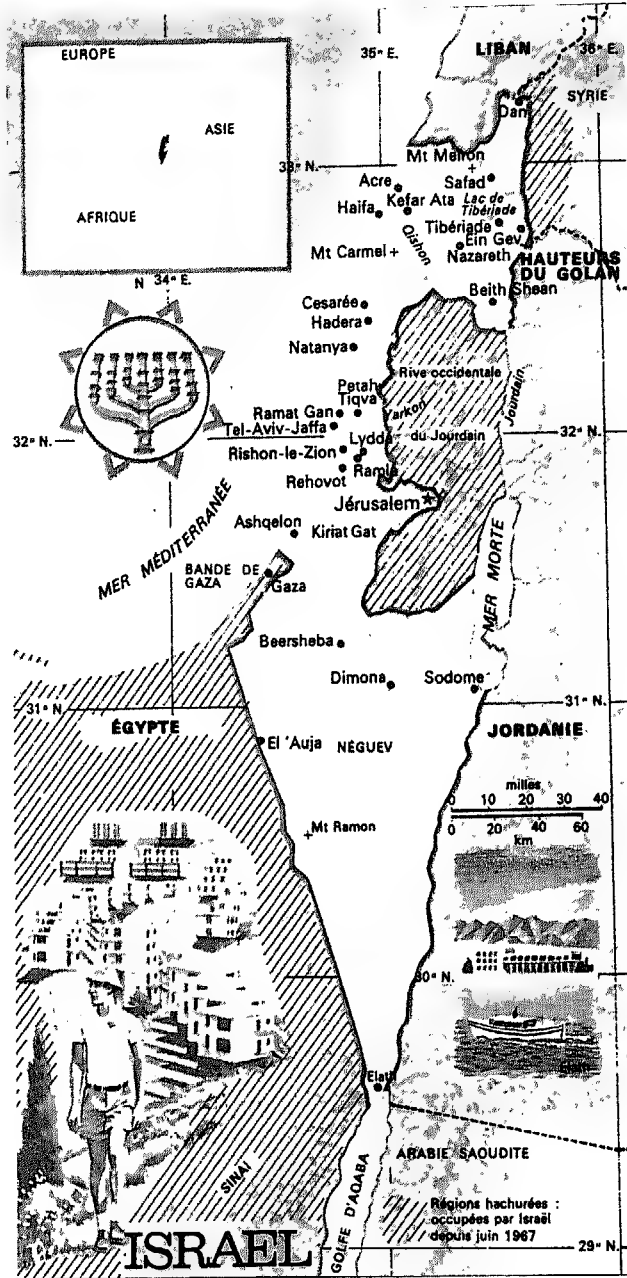 EUROPE
ASIE
AFRIQUE
35° E.
LIBAN
36° E.
SYRIE
Dan
33° N.
Mt Meiron
Safad
Acre
Kefar Ata
Lac de
Tibériade
Haifa
Tibériade
Qishon
Ein Gev
Mt Carmel
Nazareth
HAUTEURS
DU GOLAN
N 34° E.
Beith Shean
Cesarée
Hadera
Natanya
Rive occidentale
Jourdain
Petah
Tiqva
Ramat Gan
Yarkon
Tel-Aviv-Jaffa
du Jourdain
32° N.
32° N.
Lydda
Rishon-le-Zion
Ramla
Rehovot
Jérusalem
MER MÉDITERRANÉE
Ashqelon
Kiriat Gat
MER MORTE
BANDE DE
GAZA
Gaza
Beersheba
Dimona
Sodome
31° N.
31° N.
ÉGYPTE
JORDANIE
El 'Auja
NÉGUEV
milles
0 10 20 30 40
0 20 40 60
km
Mt Ramon
30° N.
Elath
ARABIE SAOUDITE
SINAI
GOLFE D'AQABA
Régions hachurées :
occupées par Israël
depuis juin 1967
ISRAEL
29° N.